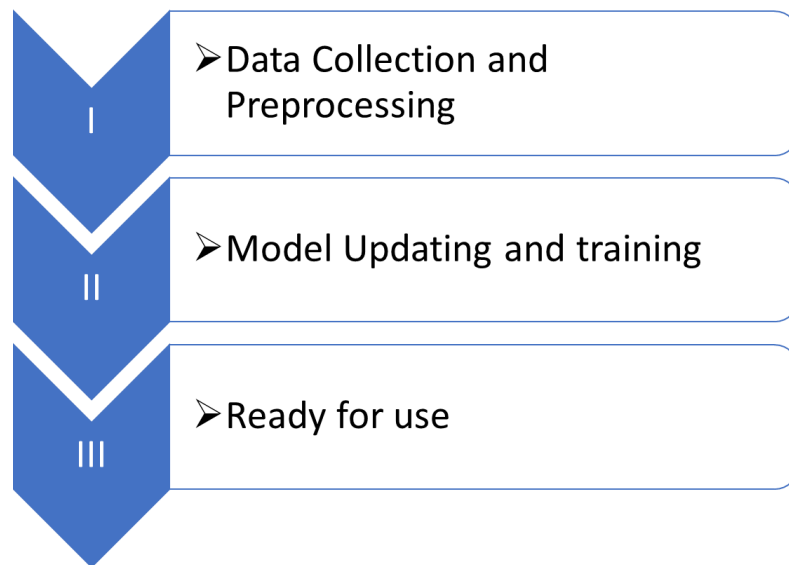 I
➢Data Collection and
Preprocessing
II
➢Model Updating and training
III
➢Ready for use